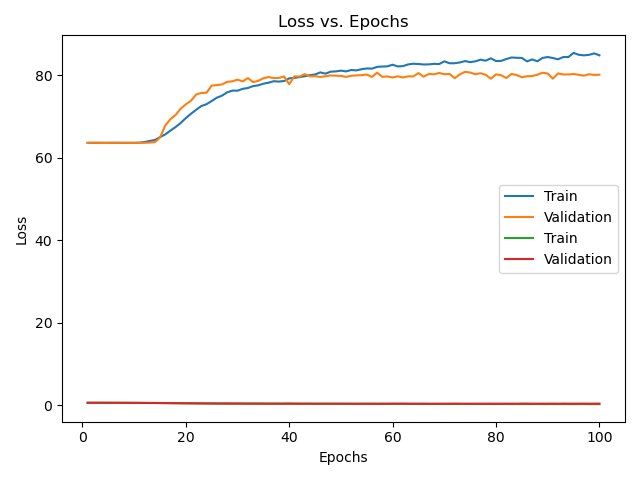 Loss vs. Epochs
80
60
40
20
0
Loss
Train
Validation
Train
Validation
0 20 40 60 80 100
Epochs